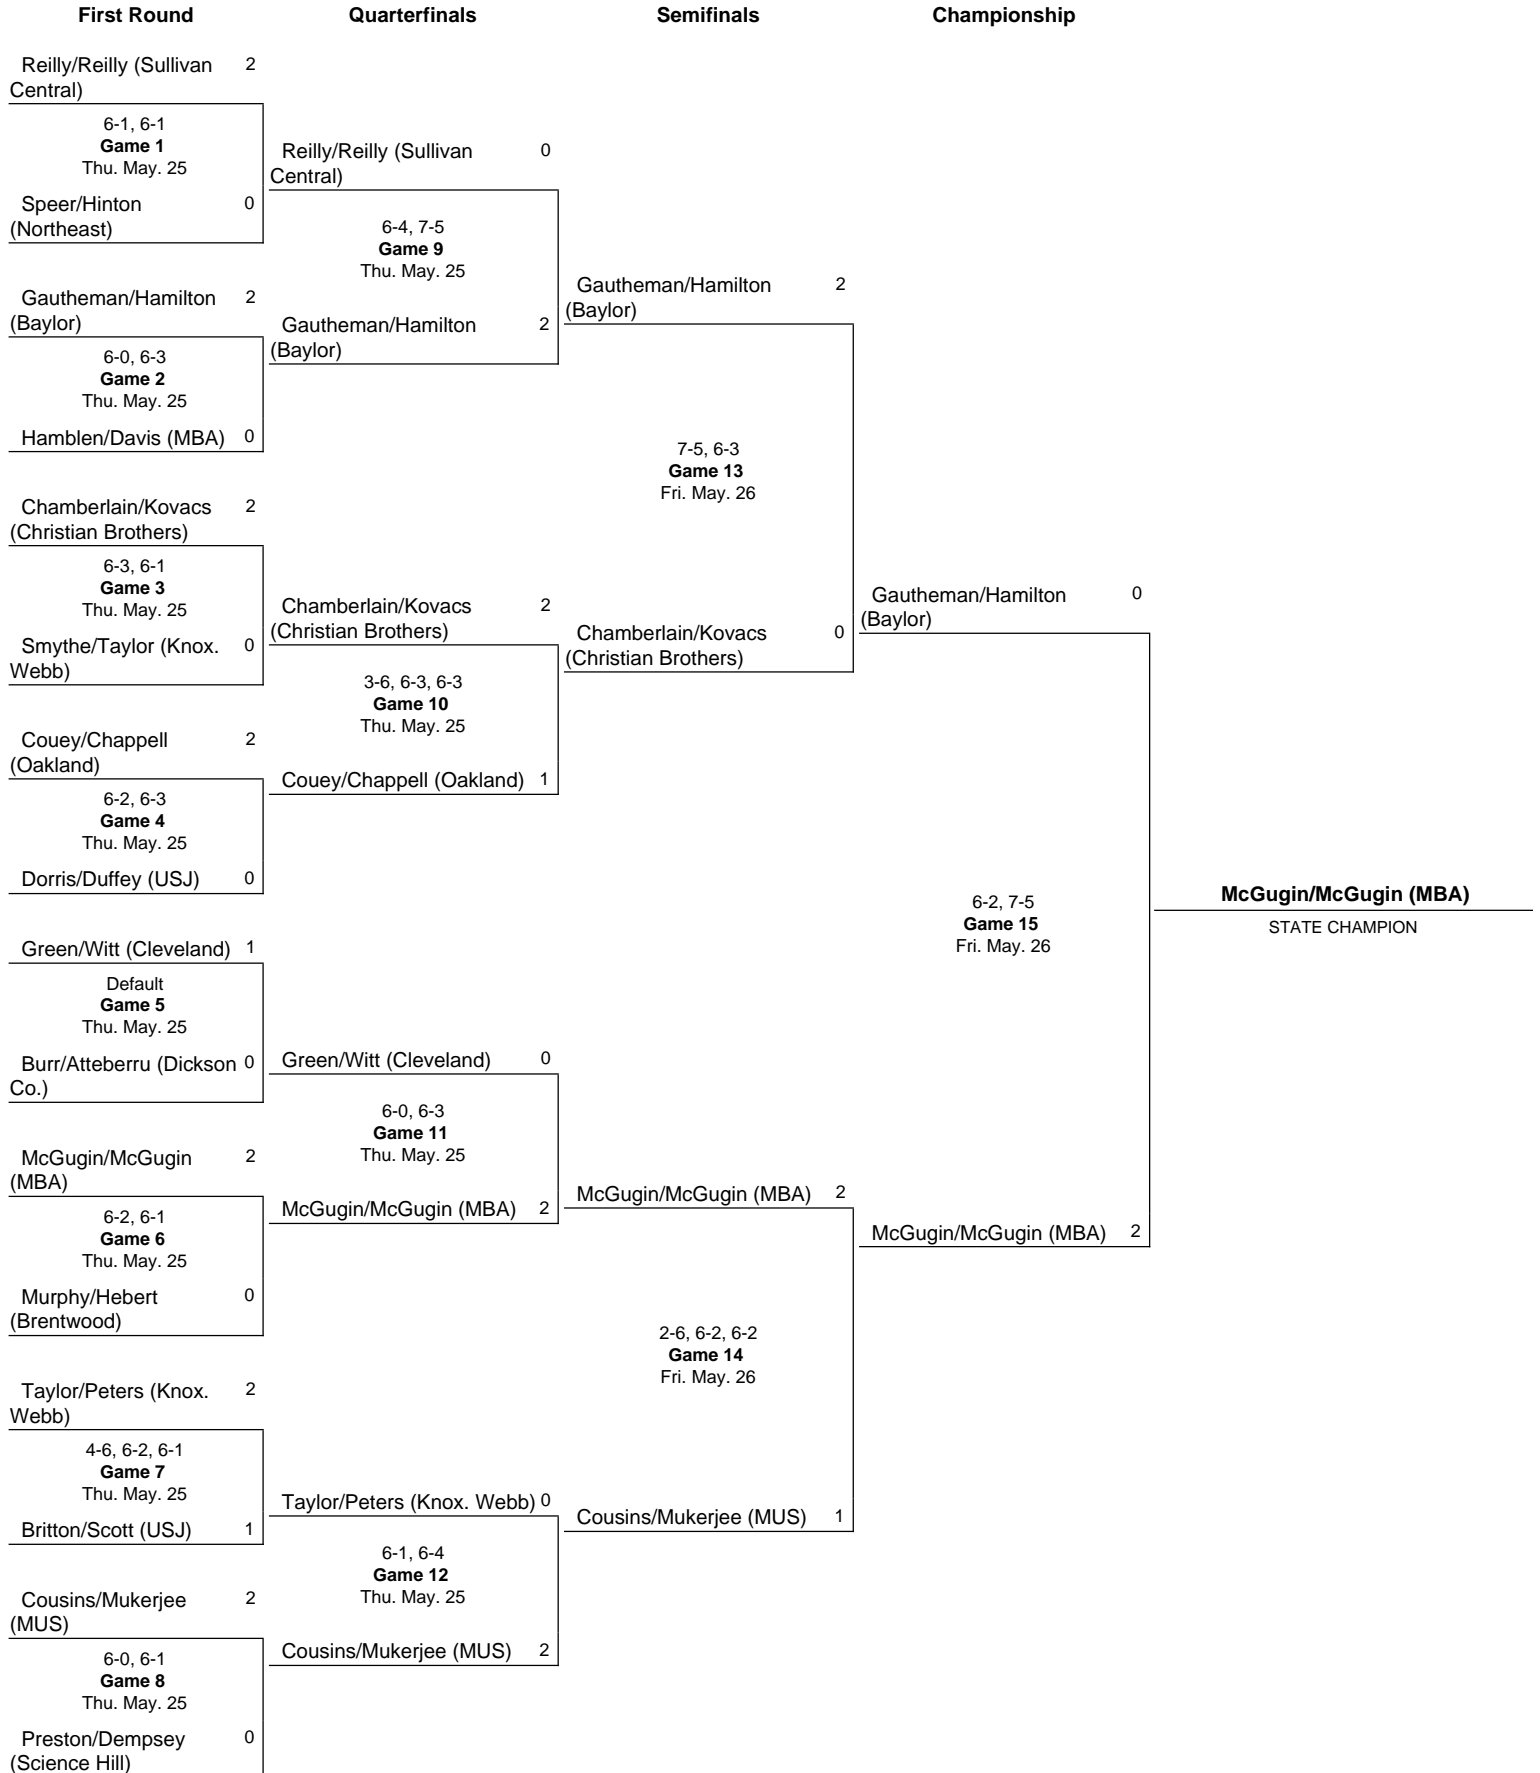 First Round
Quarterfinals
Semifinals
Championship
Reilly/Reilly (Sullivan 2
Central)
6-1, 6-1
Game 1
Thu. May. 25
Speer/Hinton 0
(Northeast)
Gautheman/Hamilton 2
(Baylor)
6-0, 6-3
Game 2
Thu. May. 25
Hamblen/Davis (MBA) 0
Chamberlain/Kovacs 2
(Christian Brothers)
6-3, 6-1
Game 3
Thu. May. 25
Smythe/Taylor (Knox. 0
Webb)
Couey/Chappell 2
(Oakland)
6-2, 6-3
Game 4
Thu. May. 25
Dorris/Duffey (USJ) 0
Green/Witt (Cleveland) 1
Default
Game 5
Thu. May. 25
Burr/Atteberru (Dickson 0
Co.)
McGugin/McGugin 2
(MBA)
6-2, 6-1
Game 6
Thu. May. 25
Murphy/Hebert 0
(Brentwood)
Taylor/Peters (Knox. 2
Webb)
4-6, 6-2, 6-1
Game 7
Thu. May. 25
Britton/Scott (USJ) 1
Cousins/Mukerjee 2
(MUS)
6-0, 6-1
Game 8
Thu. May. 25
Preston/Dempsey 0
(Science Hill)
Reilly/Reilly (Sullivan 0
Central)
6-4, 7-5
Game 9
Thu. May. 25
Gautheman/Hamilton 2
(Baylor)
Chamberlain/Kovacs 2
(Christian Brothers)
3-6, 6-3, 6-3
Game 10
Thu. May. 25
Couey/Chappell (Oakland) 1
Green/Witt (Cleveland) 0
6-0, 6-3
Game 11
Thu. May. 25
McGugin/McGugin (MBA) 2
Taylor/Peters (Knox. Webb) 0
6-1, 6-4
Game 12
Thu. May. 25
Cousins/Mukerjee (MUS) 2
Gautheman/Hamilton 2
(Baylor)
7-5, 6-3
Game 13
Fri. May. 26
Chamberlain/Kovacs 0
(Christian Brothers)
McGugin/McGugin (MBA) 2
2-6, 6-2, 6-2
Game 14
Fri. May. 26
Cousins/Mukerjee (MUS) 1
Gautheman/Hamilton 0
(Baylor)
6-2, 7-5
Game 15
Fri. May. 26
McGugin/McGugin (MBA) 2
McGugin/McGugin (MBA)
STATE CHAMPION